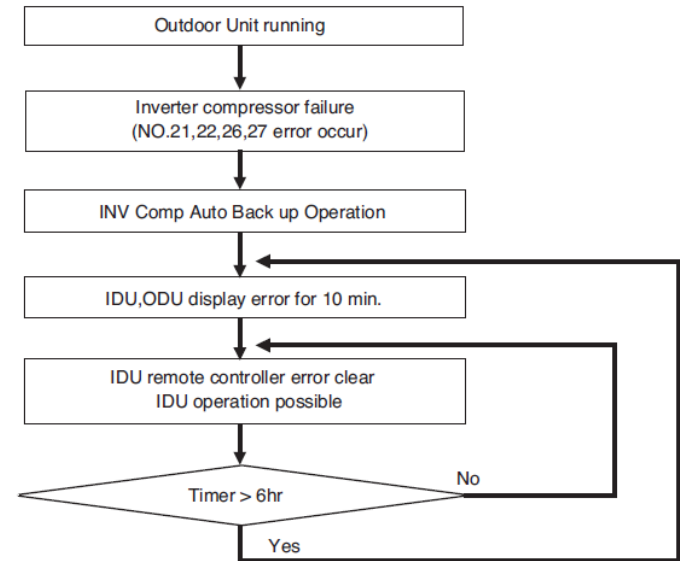 Outdoor Unit running
Inverter compressor failure
(NO.21,22,26,27 error occur)
INV Comp Auto Back up Operation
IDU,ODU display error for 10 min.
IDU remote controller error clear
IDU operation possible
Timer > 6hr
No
Yes